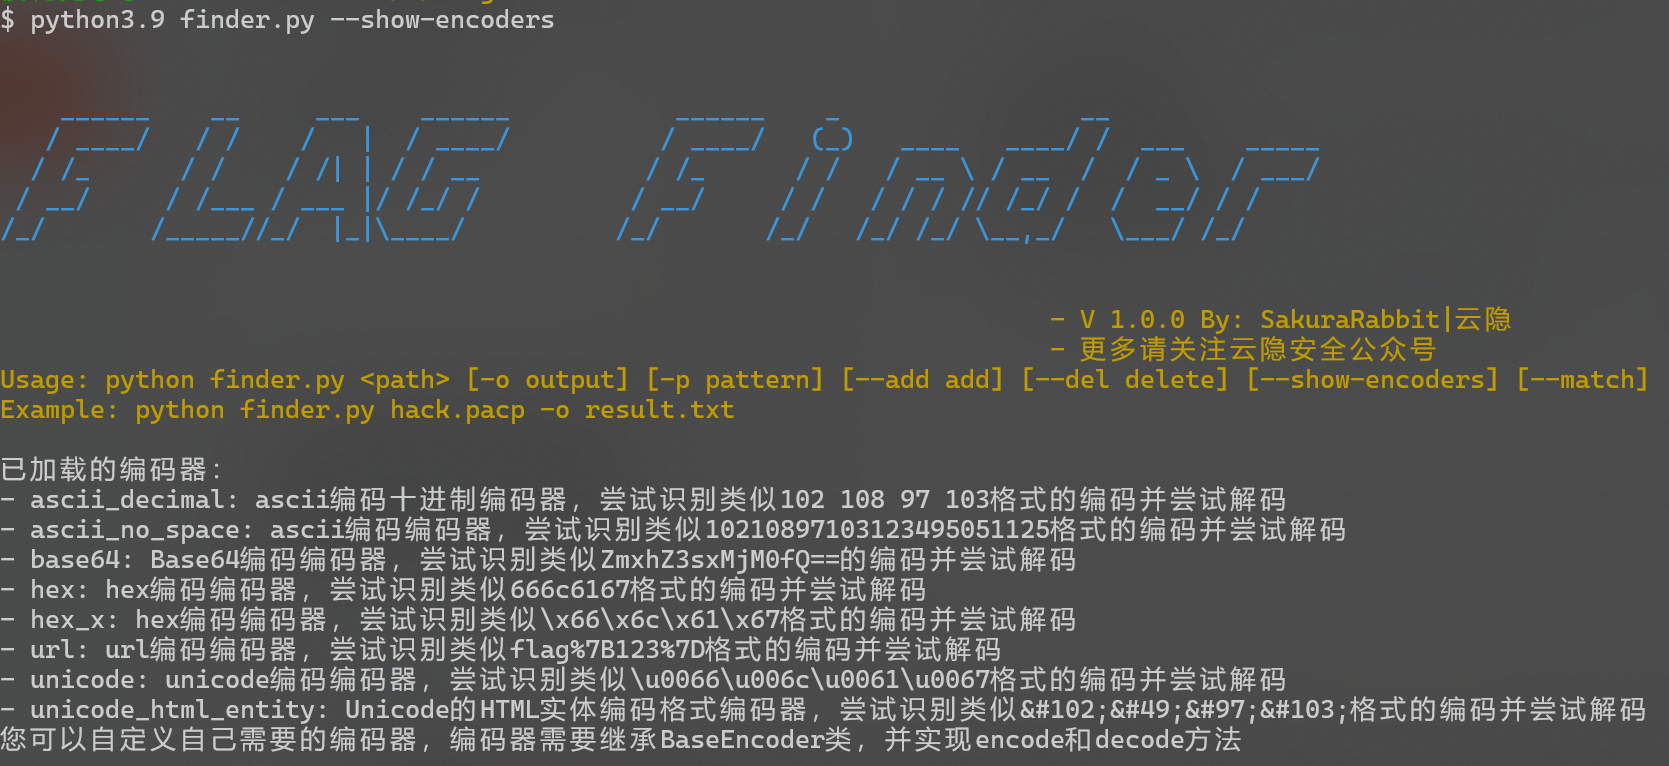 $ python3.9 finder.py --show-encoders
FLAG Finder
- V 1.0.0 By: SakuraRabbit|云隐
- 更多请关注云隐安全公众号
Usage: python finder.py <path> [-o output] [-p pattern] [--add add] [--del delete] [--show-encoders] [--match]
Example: python finder.py hack.pacp -o result.txt
已加载的编码器：
- ascii_decimal: ascii编码十进制编码器，尝试识别类似102 108 97 103格式的编码并尝试解码
- ascii_no_space: ascii编码编码器，尝试识别类似10210897103123495051125格式的编码并尝试解码
- base64: Base64编码编码器，尝试识别类似ZmxhZ3sxMjM0fQ==的编码并尝试解码
- hex: hex编码编码器，尝试识别类似666c6167格式的编码并尝试解码
- hex_x: hex编码编码器，尝试识别类似\x66\x6c\x61\x67格式的编码并尝试解码
- url: url编码编码器，尝试识别类似flag%7B123%7D格式的编码并尝试解码
- unicode: unicode编码编码器，尝试识别类似\u0066\u006c\u0061\u0067格式的编码并尝试解码
- unicode_html_entity: Unicode的HTML实体编码格式编码器，尝试识别类似&#102;&#49;&#97;&#103;格式的编码并尝试解码
您可以自定义自己需要的编码器，编码器需要继承BaseEncoder类，并实现encode和decode方法